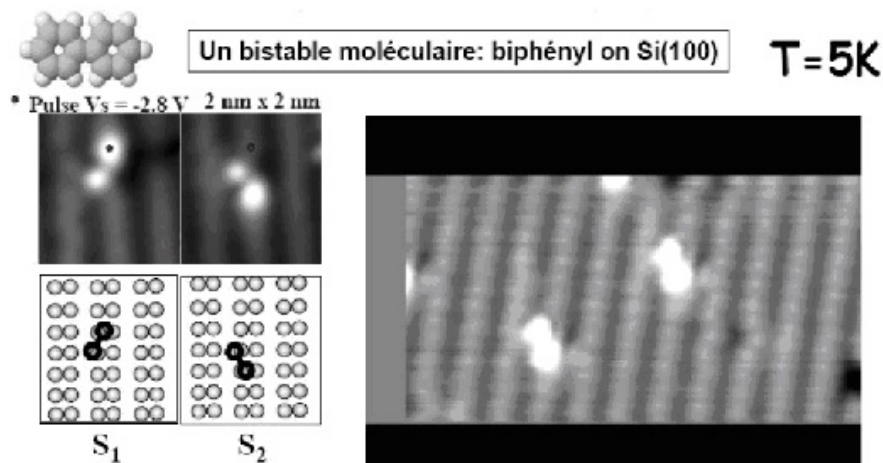 Un bistable moléculaire: biphényl on Si(100)
T=5K
* Pulse Vs = -2.8 V 2 nm x 2 nm
S1 S2